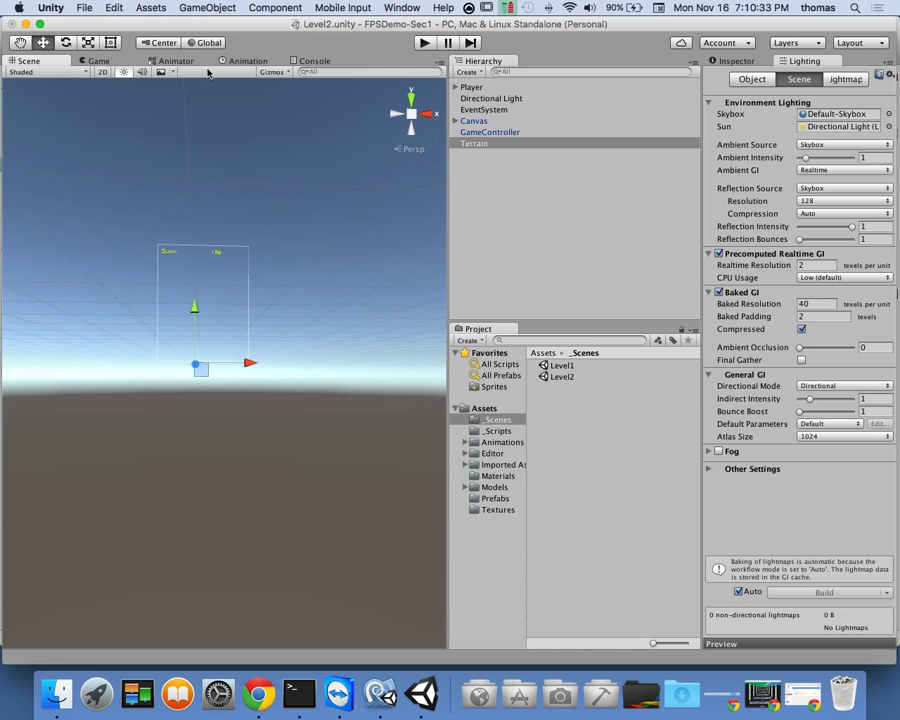 Unity File Edit Assets GameObject Component Mobile Input Window Help 90% Mon Nov 16 7:10:33 PM thomas
Level2.unity - FPSDemo-Sec1 - PC, Mac & Linux Standalone (Personal)
Center Global Account Layers Layout
Scene Game Animator Animation Console
Shaded 2D Gizmos All
y
x
Persp
Hierarchy
Create All
Player
Directional Light
EventSystem
Canvas
GameController
Terrain
Project
Create
Favorites
All Scripts
All Prefabs
Sprites
Assets
_Scenes
_Scripts
Animations
Editor
Imported As
Materials
Models
Prefabs
Textures
Assets _Scenes
Level1
Level2
Inspector Lighting
Object Scene ightmap
Environment Lighting
Skybox Default-Skybox
Sun Directional Light (L
Ambient Source Skybox
Ambient Intensity 1
Ambient GI Realtime
Reflection Source Skybox
Resolution 128
Compression Auto
Reflection Intensity 1
Reflection Bounces 1
Precomputed Realtime GI
Realtime Resolution 2 texels per unit
CPU Usage Low (default)
Baked GI
Baked Resolution 40 texels per unit
Baked Padding 2 texels
Compressed
Ambient Occlusion 0
Final Gather
General GI
Directional Mode Directional
Indirect Intensity 1
Bounce Boost 1
Default Parameters Default Edit...
Atlas Size 1024
Fog
Other Settings
Baking of lightmaps is automatic because the
workflow mode is set to 'Auto'. The lightmap data
is stored in the GI cache.
Auto Build
0 non-directional lightmaps 0 B
No Lightmaps
Preview